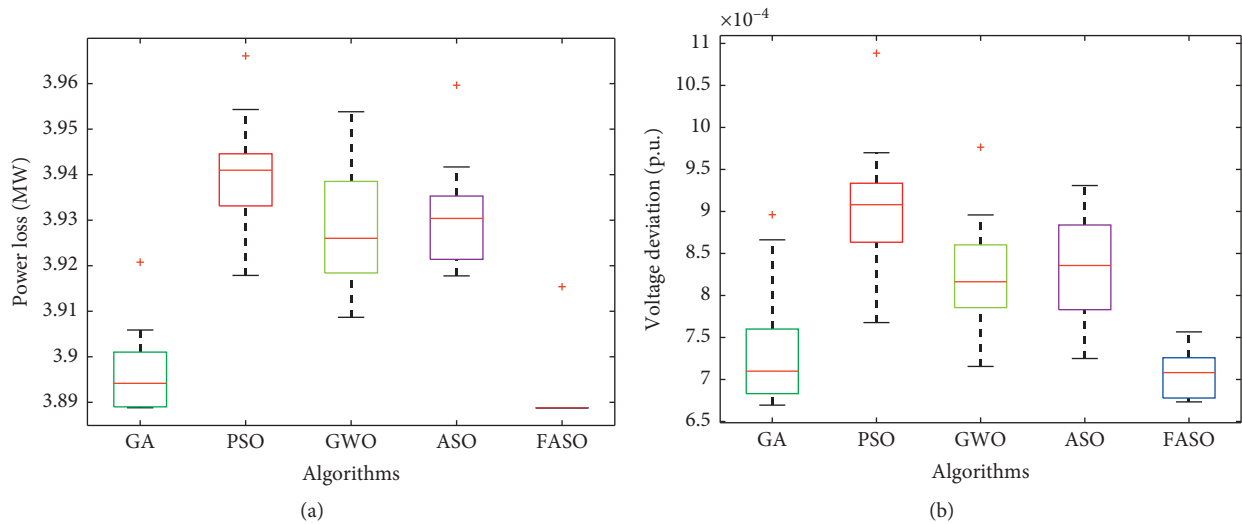 3.97
3.96
3.95
3.94
3.93
3.92
3.91
3.9
3.89
Power loss (MW)
GA PSO GWO ASO FASO
Algorithms
(a)
×10–4
11
10.5
10
9.5
9
8.5
8
7.5
7
6.5
Voltage deviation (p.u.)
GA PSO GWO ASO FASO
Algorithms
(b)